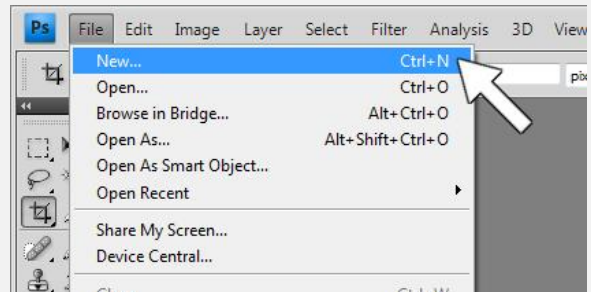 Ps File Edit Image Layer Select Filter Analysis 3D View
New... Ctrl+N
Open... Ctrl+O
Browse in Bridge... Alt+Ctrl+O
Open As... Alt+Shift+Ctrl+O
Open As Smart Object...
Open Recent
Share My Screen...
Device Central...